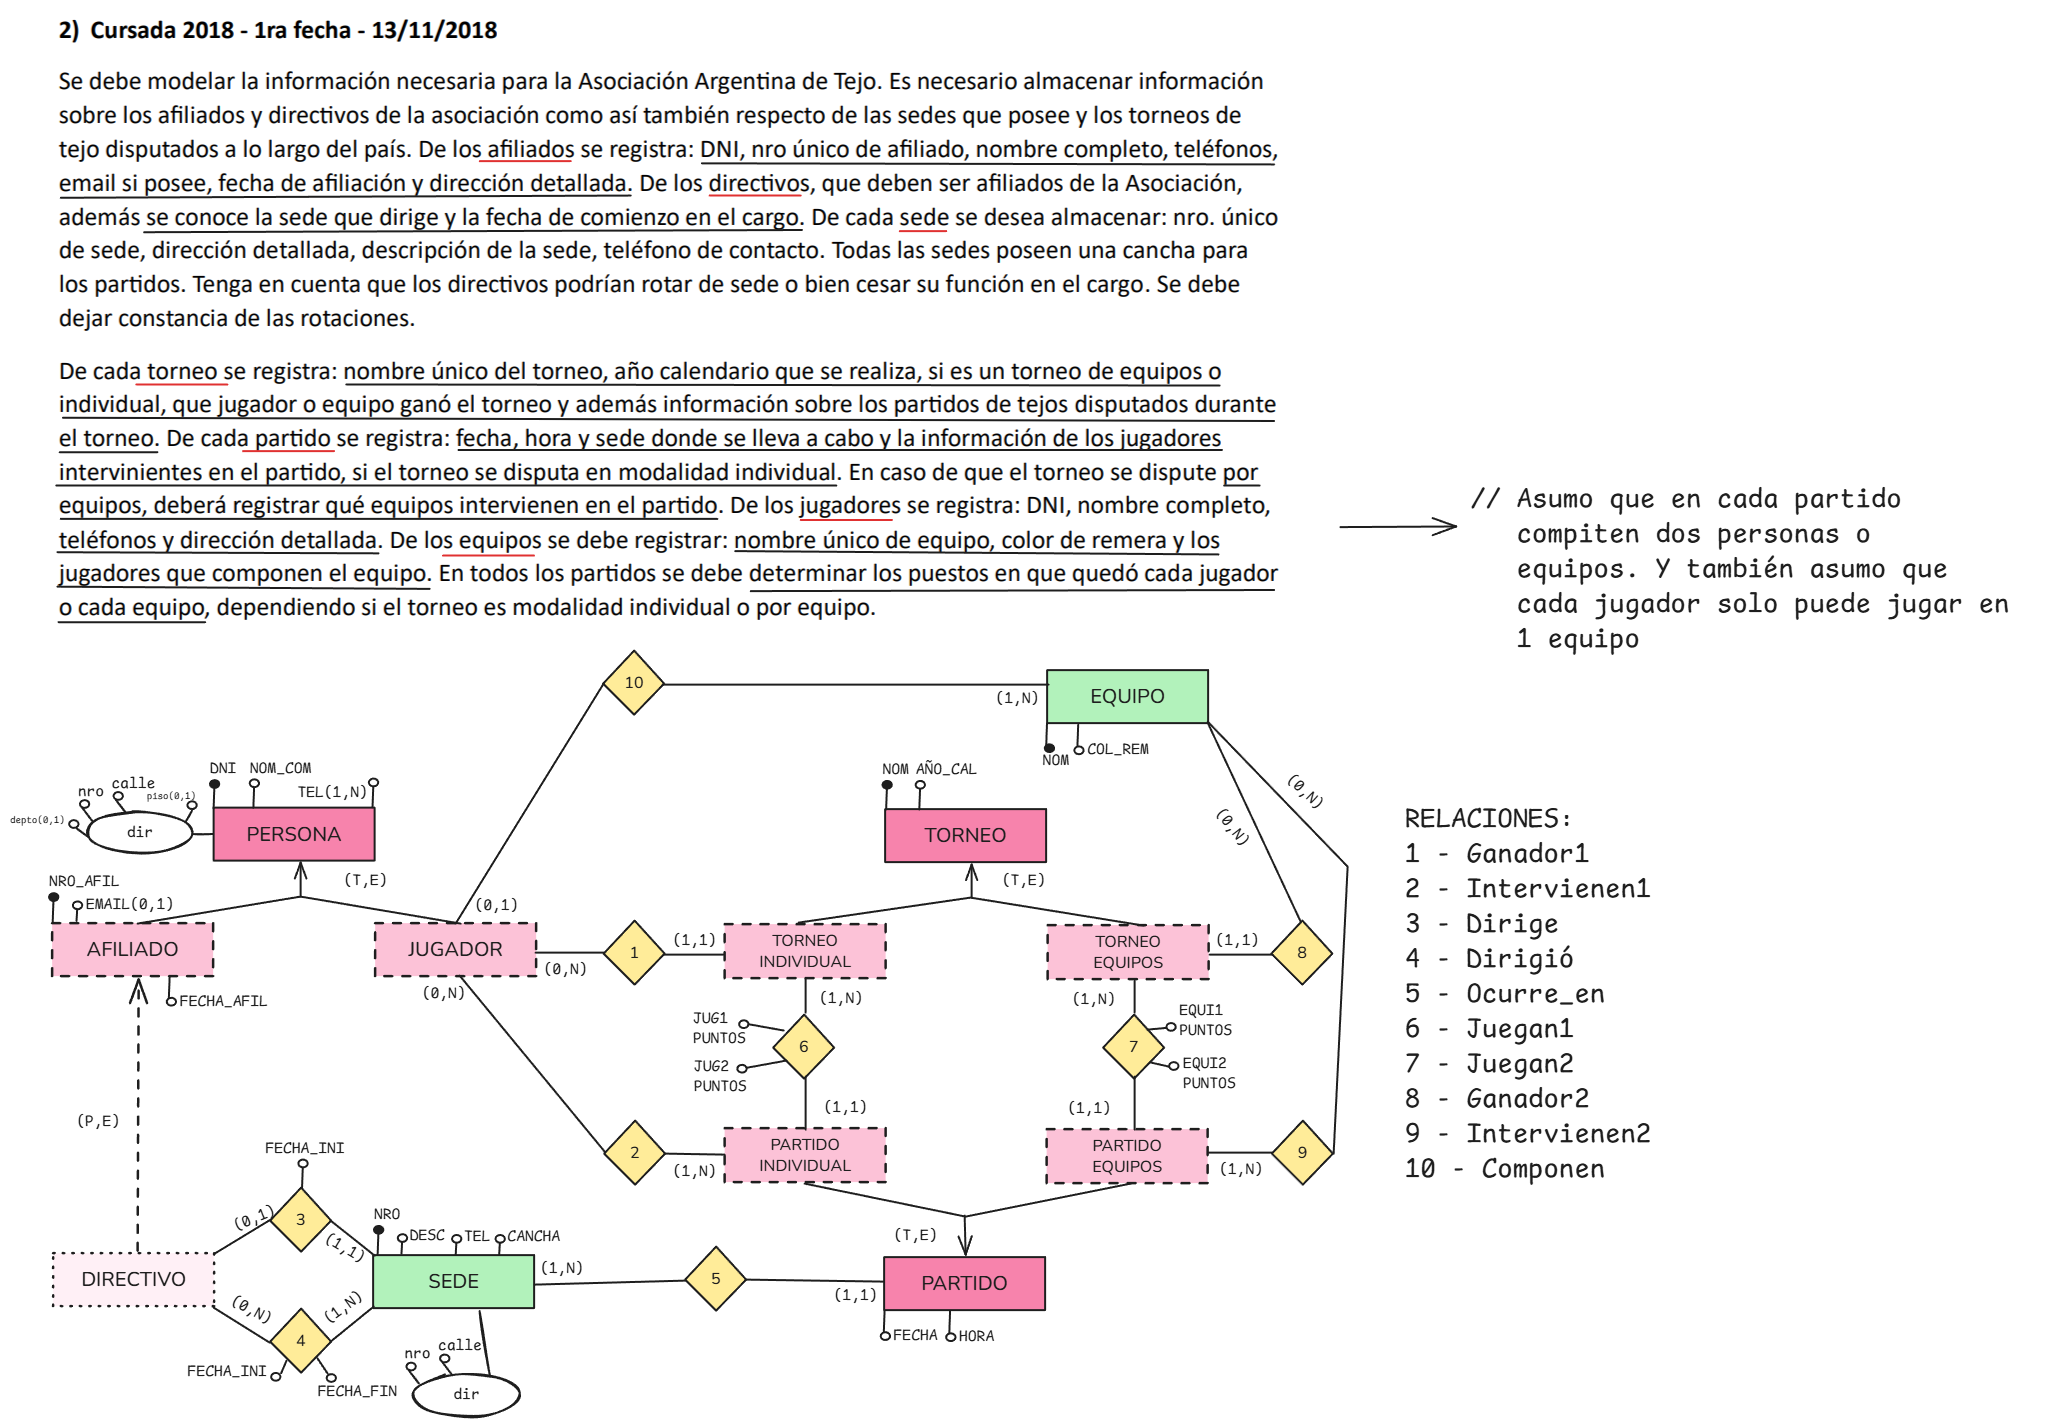 2) Cursada 2018 - 1ra fecha - 13/11/2018
Se debe modelar la información necesaria para la Asociación Argentina de Tejo. Es necesario almacenar información
sobre los afiliados y directivos de la asociación como así también respecto de las sedes que posee y los torneos de
tejo disputados a lo largo del país. De los afiliados se registra: DNI, nro único de afiliado, nombre completo, teléfonos,
email si posee, fecha de afiliación y dirección detallada. De los directivos, que deben ser afiliados de la Asociación,
además se conoce la sede que dirige y la fecha de comienzo en el cargo. De cada sede se desea almacenar: nro. único
de sede, dirección detallada, descripción de la sede, teléfono de contacto. Todas las sedes poseen una cancha para
los partidos. Tenga en cuenta que los directivos podrían rotar de sede o bien cesar su función en el cargo. Se debe
dejar constancia de las rotaciones.
De cada torneo se registra: nombre único del torneo, año calendario que se realiza, si es un torneo de equipos o
individual, que jugador o equipo ganó el torneo y además información sobre los partidos de tejos disputados durante
el torneo. De cada partido se registra: fecha, hora y sede donde se lleva a cabo y la información de los jugadores
intervinientes en el partido, si el torneo se disputa en modalidad individual. En caso de que el torneo se dispute por
equipos, deberá registrar qué equipos intervienen en el partido. De los jugadores se registra: DNI, nombre completo,
teléfonos y dirección detallada. De los equipos se debe registrar: nombre único de equipo, color de remera y los
jugadores que componen el equipo. En todos los partidos se debe determinar los puestos en que quedó cada jugador
o cada equipo, dependiendo si el torneo es modalidad individual o por equipo.
// Asumo que en cada partido
compiten dos personas o
equipos. Y también asumo que
cada jugador solo puede jugar en
1 equipo
10
(1,N)
EQUIPO
NOM
COL_REM
(0,N)
(0,N)
DNI
NOM_COM
TEL(1,N)
nro
calle
piso(0,1)
depto(0,1)
dir
PERSONA
(T,E)
NOM
AÑO_CAL
TORNEO
(T,E)
NRO_AFIL
EMAIL(0,1)
AFILIADO
FECHA_AFIL
(0,1)
JUGADOR
(0,N)
(0,N)
1
(1,1)
TORNEO
INDIVIDUAL
(1,N)
TORNEO
EQUIPOS
(1,N)
(1,1)
8
JUG1
PUNTOS
JUG2
PUNTOS
6
7
EQUI1
PUNTOS
EQUI2
PUNTOS
(1,1)
(1,1)
(P,E)
2
(1,N)
PARTIDO
INDIVIDUAL
PARTIDO
EQUIPOS
(1,N)
9
FECHA_INI
(0,1)
3
(1,1)
DIRECTIVO
(0,N)
4
(1,N)
FECHA_INI
FECHA_FIN
NRO
DESC
TEL
CANCHA
SEDE
(1,N)
5
(1,1)
(T,E)
PARTIDO
FECHA
HORA
nro
calle
dir
RELACIONES:
1 - Ganador1
2 - Intervienen1
3 - Dirige
4 - Dirigió
5 - Ocurre_en
6 - Juegan1
7 - Juegan2
8 - Ganador2
9 - Intervienen2
10 - Componen